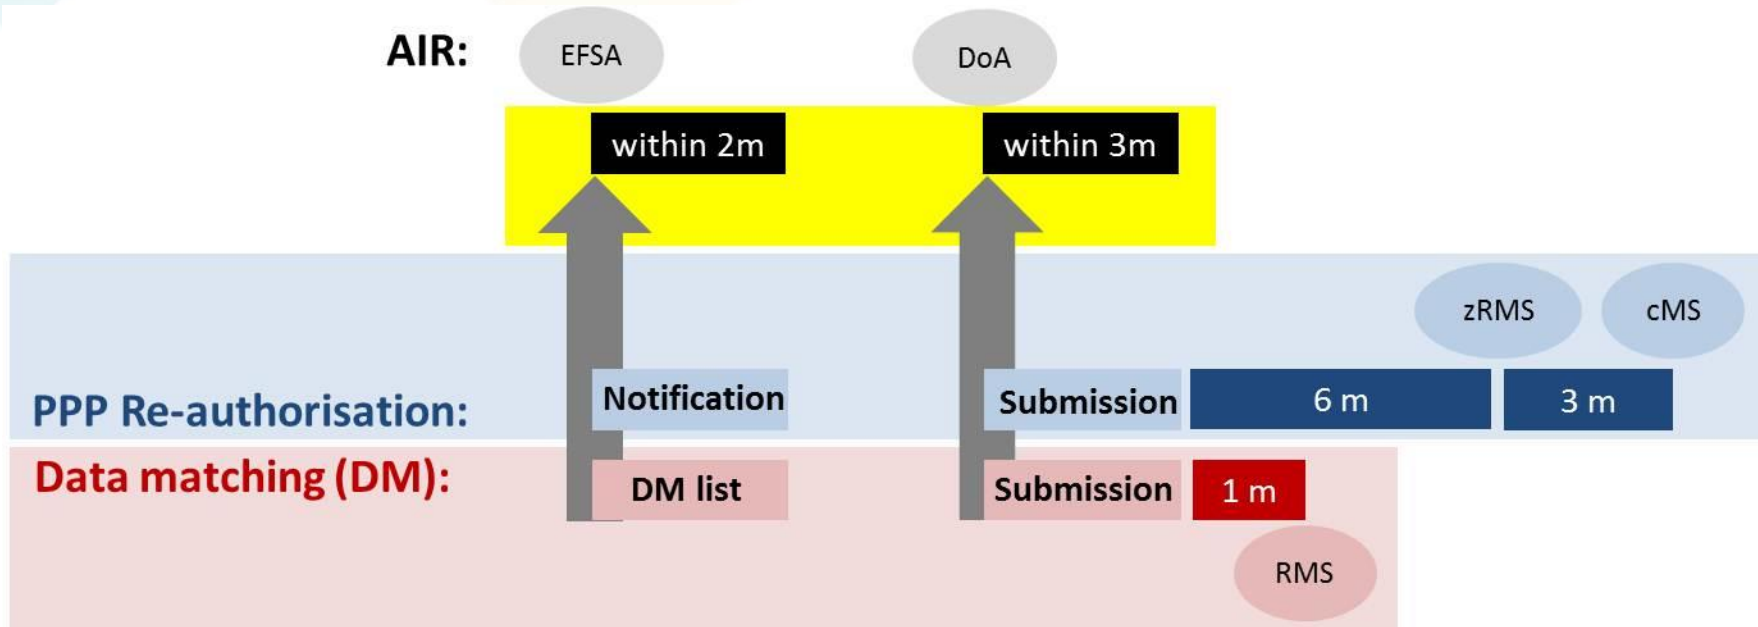 AIR:
EFSA
DoA
within 2m
within 3m
zRMS
cMS
PPP Re-authorisation:
Notification
Submission
6 m
3 m
Data matching (DM):
DM list
Submission
1 m
RMS